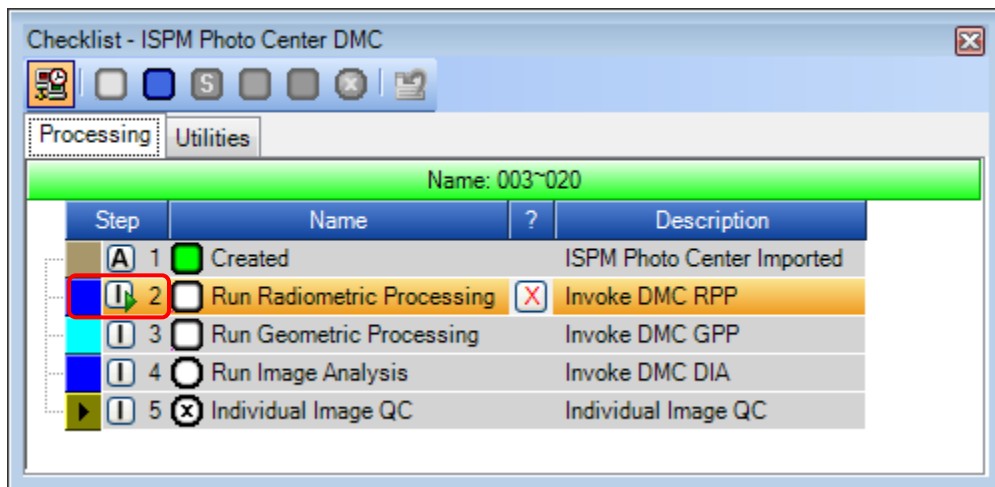 Checklist - ISPM Photo Center DMC
S x
Processing Utilities
Name: 003~020
Step Name ? Description
A 1 Created ISPM Photo Center Imported
I 2 Run Radiometric Processing X Invoke DMC RPP
I 3 Run Geometric Processing Invoke DMC GPP
I 4 Run Image Analysis Invoke DMC DIA
I 5 x Individual Image QC Individual Image QC